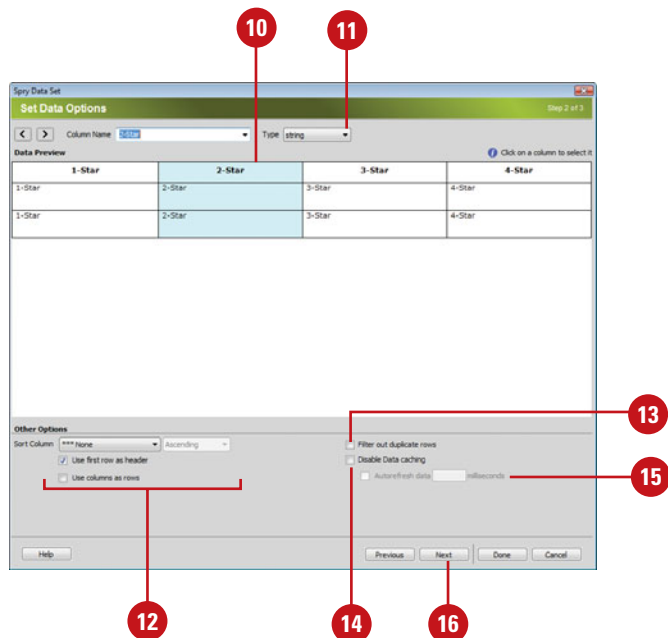 10
11
Spry Data Set
Set Data Options
Step 2 of 3
Column Name 2-Star Type string
Data Preview
Click on a column to select it
1-Star 2-Star 3-Star 4-Star
1-Star 2-Star 3-Star 4-Star
1-Star 2-Star 3-Star 4-Star
Other Options
13
Sort Column *** None Ascending
Filter out duplicate rows
Use first row as header
Disable Data caching
15
Use columns as rows
Autorefresh data milliseconds
Help Previous Next Done Cancel
12
14
16